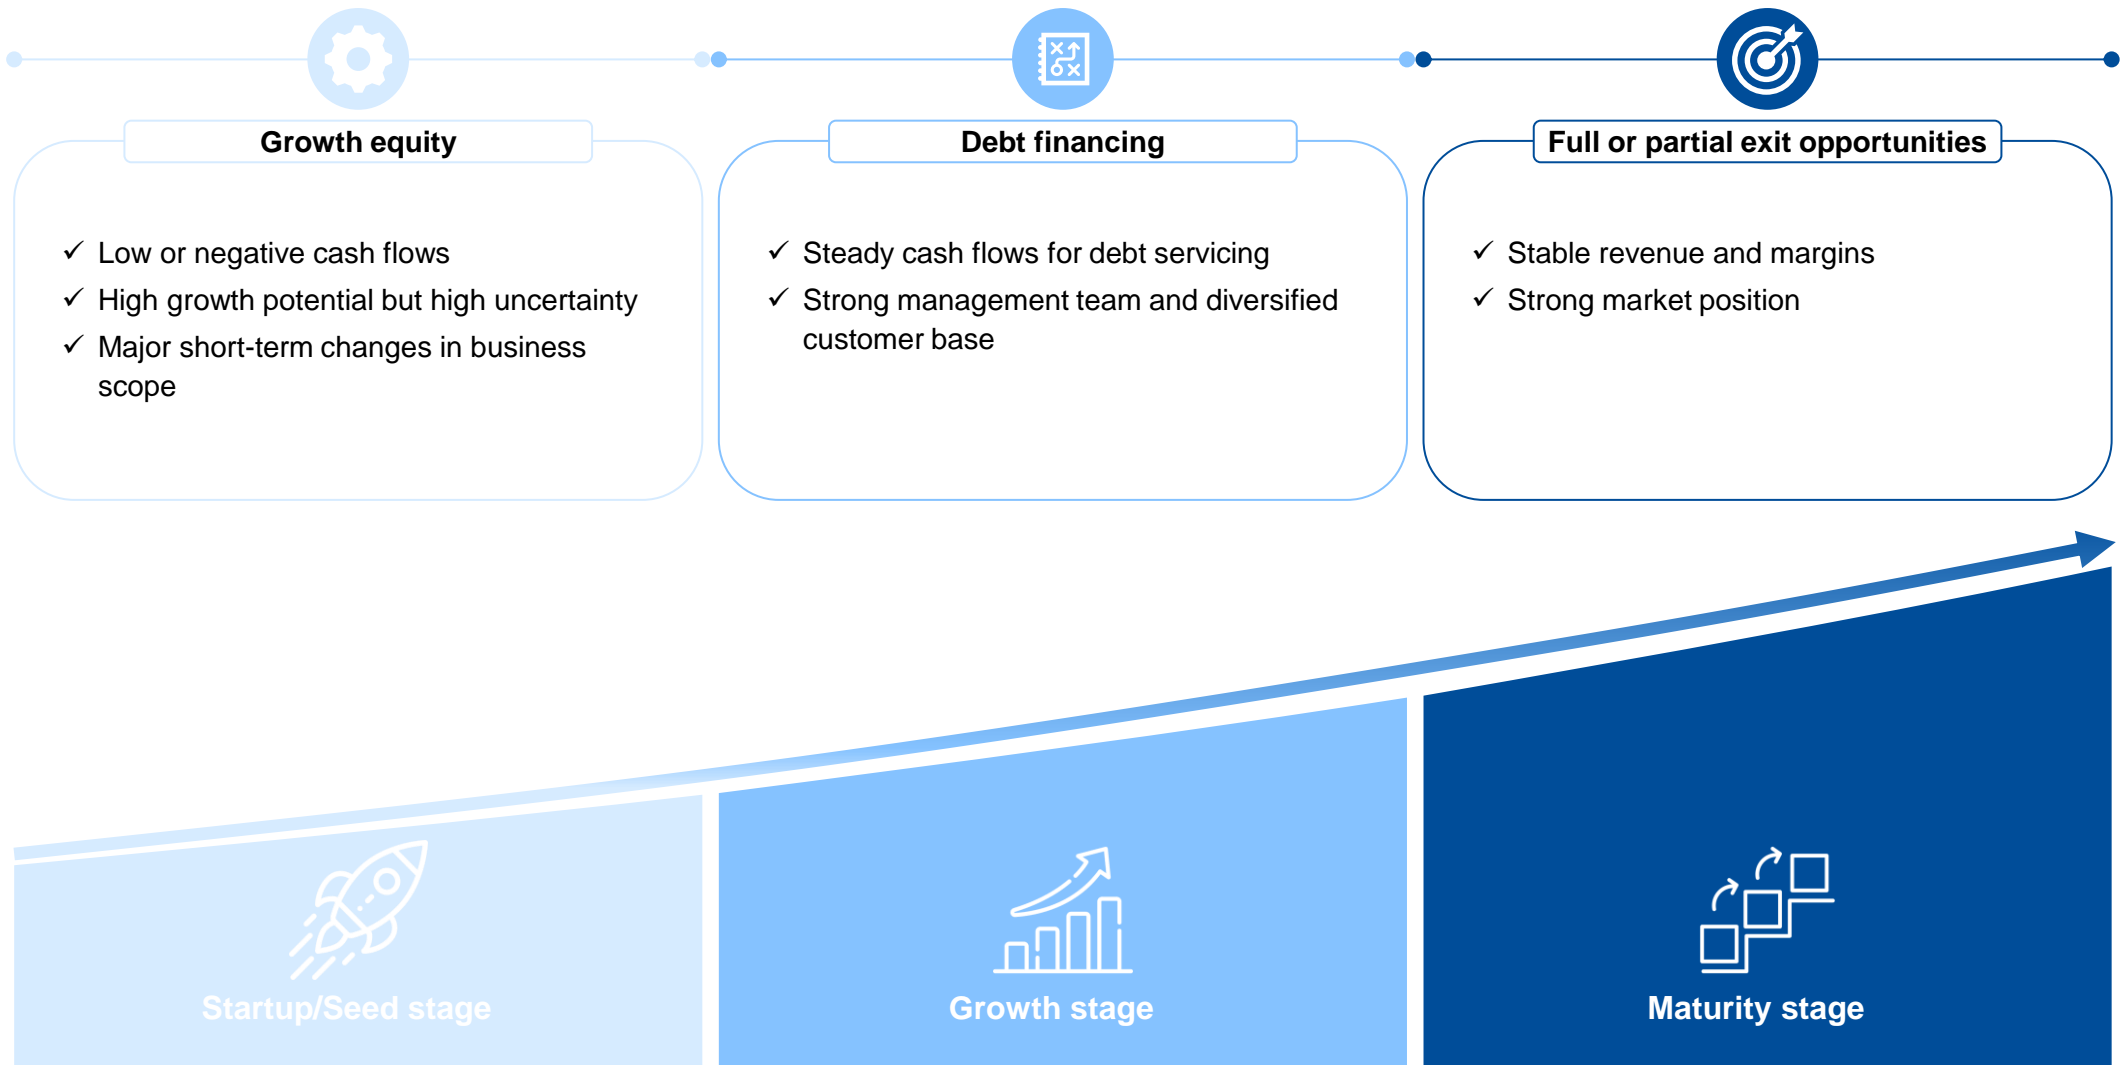 Growth equity
Low or negative cash flows
High growth potential but high uncertainty
Major short-term changes in business
scope
Debt financing
Steady cash flows for debt servicing
Strong management team and diversified
customer base
Full or partial exit opportunities
Stable revenue and margins
Strong market position
Startup/Seed stage
Growth stage
Maturity stage